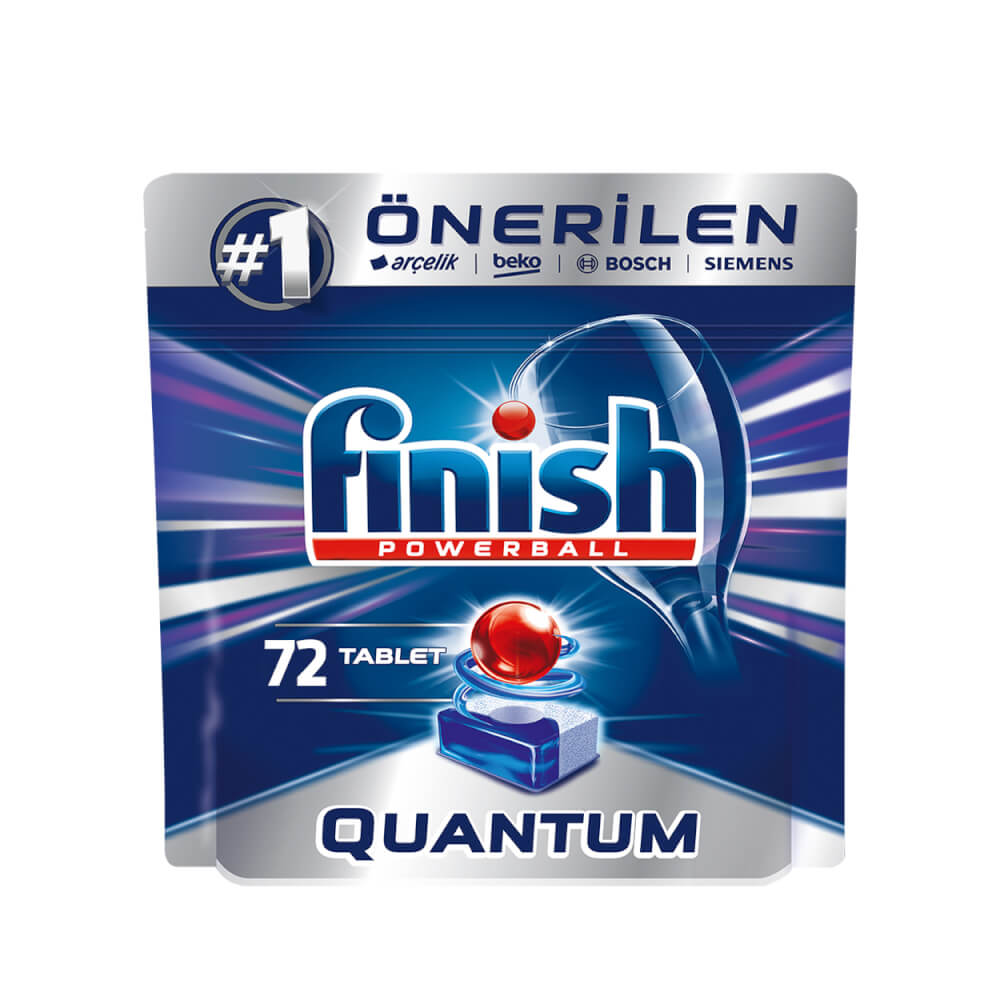 #1 ÖNERİLEN
arçelik | beko | BOSCH | SIEMENS
finish
POWERBALL
72 TABLET
QUANTUM